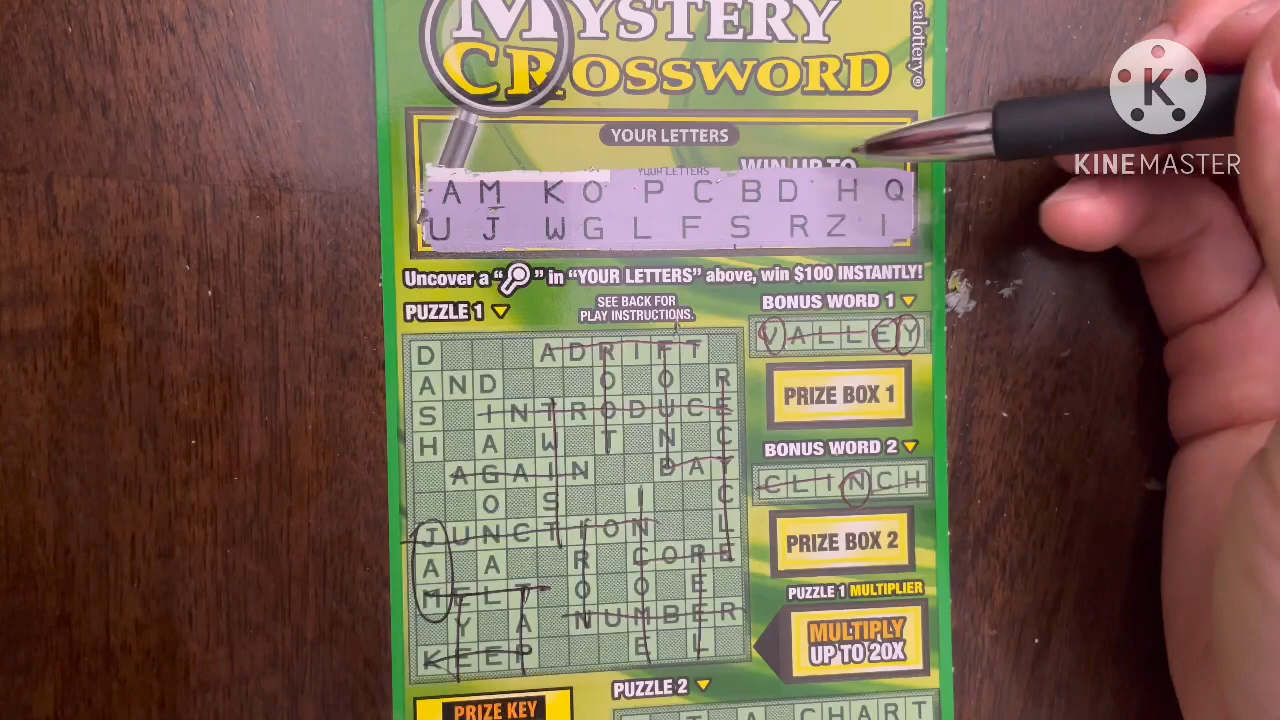 MYSTERY
CROSSWORD
calottery®
K
KINEMASTER
YOUR LETTERS
WIN UP TO
YOUR LETTERS
A M K O P C B D H Q
U J W G L F S R Z I
Uncover a " " in "YOUR LETTERS" above, win $100 INSTANTLY!
PUZZLE 1
SEE BACK FOR
PLAY INSTRUCTIONS.
BONUS WORD 1
VALLEY
PRIZE BOX 1
BONUS WORD 2
CLINCH
PRIZE BOX 2
PUZZLE 1 MULTIPLIER
MULTIPLY
UP TO 20X
D ADRIFT
AND O O R
S INTRODUCE
H A W T N C
AGAIN DAY
O S I C
JUNCTION L
A A R CORE
MELT O O E
Y A NUMBER
KEEP E L
PUZZLE 2
PRIZE KEY
T A CHART